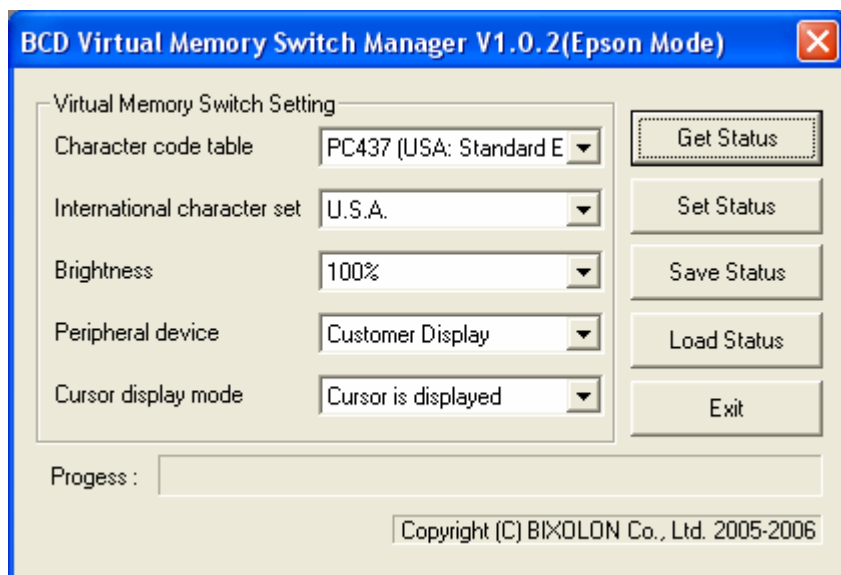 BCD Virtual Memory Switch Manager V1.0.2(Epson Mode)
Virtual Memory Switch Setting
Character code table PC437 (USA: Standard E
International character set U.S.A.
Brightness 100%
Peripheral device Customer Display
Cursor display mode Cursor is displayed
Get Status
Set Status
Save Status
Load Status
Exit
Progess :
Copyright (C) BIXOLON Co., Ltd. 2005-2006